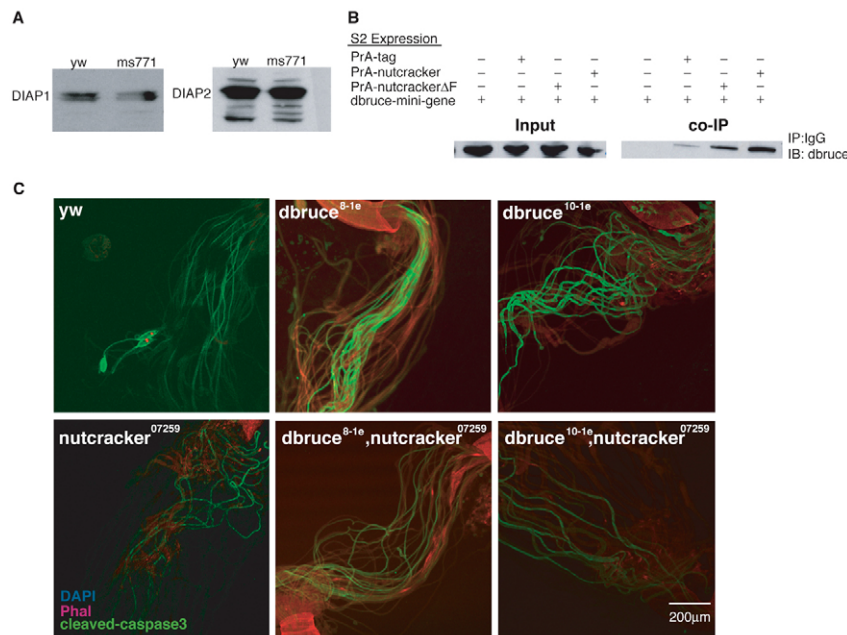 A
yw ms771
DIAP1
yw ms771
DIAP2
B
S2 Expression
PrA-tag – + – – – + – –
PrA-nutcracker – – – + – – – +
PrA-nutcrackerΔF – – + – – – + –
dbruce-mini-gene + + + + + + + +
Input co-IP
IP:IgG
IB: dbruce
C
yw
dbruce8-1e
dbruce10-1e
nutcracker07259
dbruce8-1e,nutcracker07259
dbruce10-1e,nutcracker07259
DAPI
Phal
cleaved-caspase3
200μm